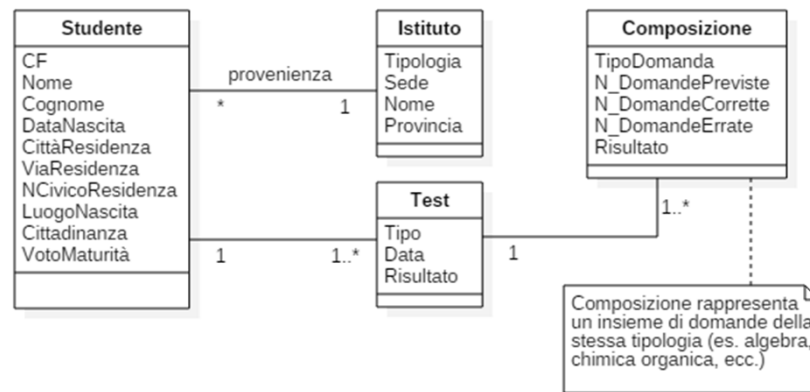 Studente
CF
Nome
Cognome
DataNascita
CittàResidenza
ViaResidenza
NCivicoResidenza
LuogoNascita
Cittadinanza
VotoMaturità
provenienza
*
1
Istituto
Tipologia
Sede
Nome
Provincia
1
1..*
Test
Tipo
Data
Risultato
1
1..*
Composizione
TipoDomanda
N_DomandePreviste
N_DomandeCorrette
N_DomandeErrate
Risultato
Composizione rappresenta
un insieme di domande della
stessa tipologia (es. algebra,
chimica organica, ecc.)